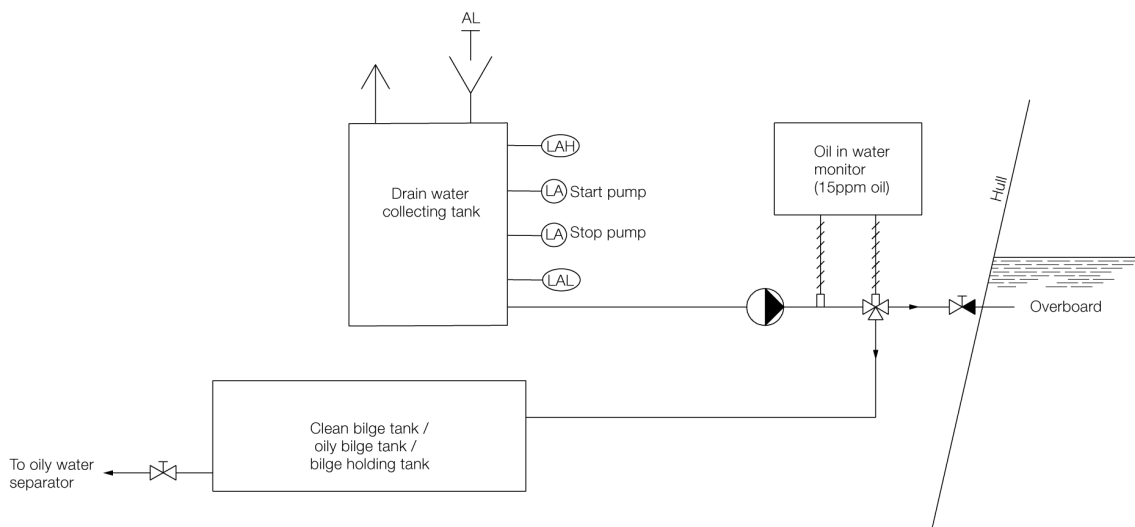 AL
Drain water
collecting tank
LAH
LA Start pump
LA Stop pump
LAL
Oil in water
monitor
(15ppm oil)
Hull
Overboard
Clean bilge tank /
oily bilge tank /
bilge holding tank
To oily water
separator